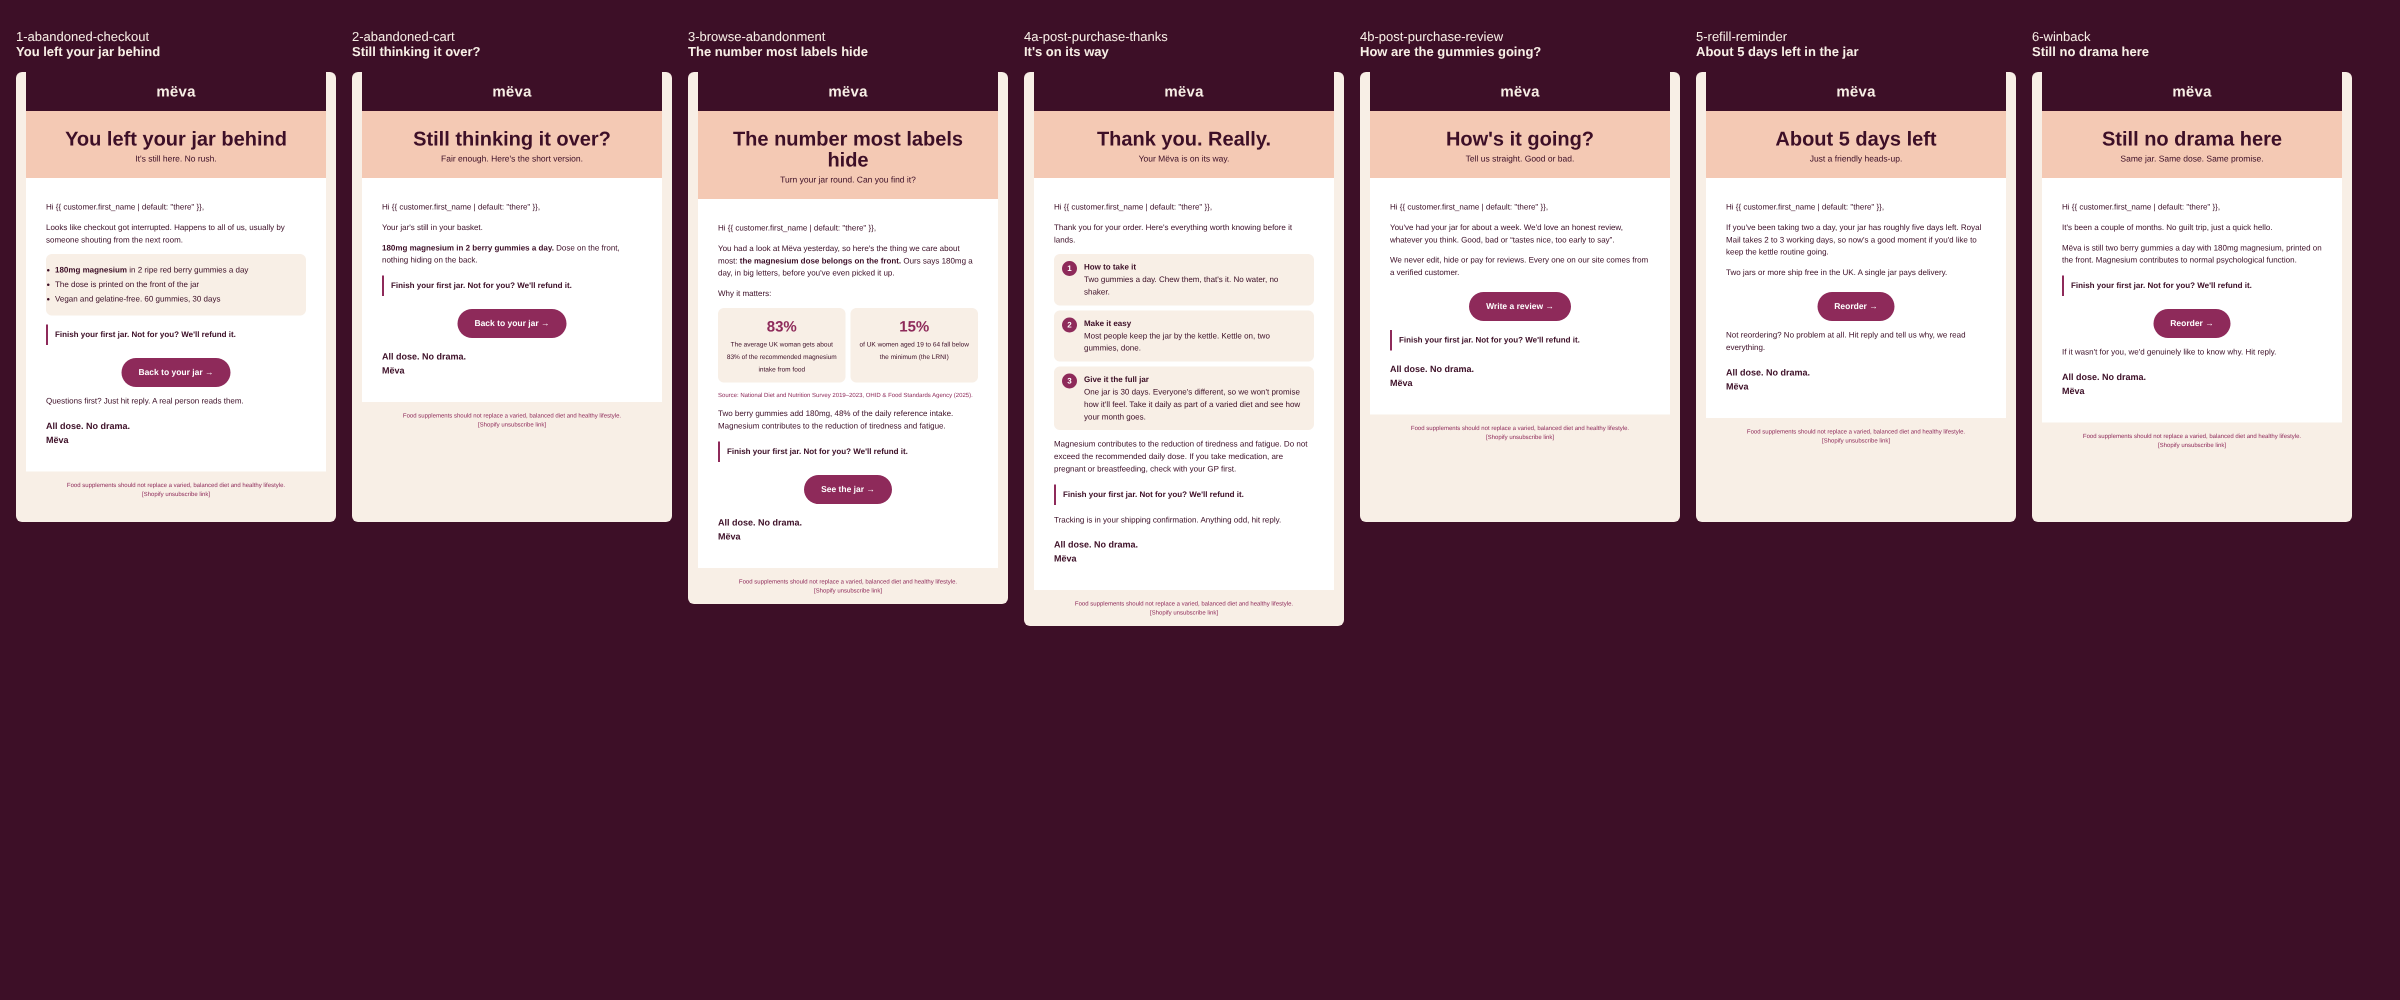 1-abandoned-checkout
You left your jar behind
mëva
You left your jar behind
It's still here. No rush.
Hi {{ customer.first_name | default: "there" }},
Looks like checkout got interrupted. Happens to all of us, usually by
someone shouting from the next room.
• 180mg magnesium in 2 ripe red berry gummies a day
• The dose is printed on the front of the jar
• Vegan and gelatine-free. 60 gummies, 30 days
Finish your first jar. Not for you? We'll refund it.
Back to your jar →
Questions first? Just hit reply. A real person reads them.
All dose. No drama.
Mëva
Food supplements should not replace a varied, balanced diet and healthy lifestyle.
[Shopify unsubscribe link]
2-abandoned-cart
Still thinking it over?
mëva
Still thinking it over?
Fair enough. Here's the short version.
Hi {{ customer.first_name | default: "there" }},
Your jar's still in your basket.
180mg magnesium in 2 berry gummies a day. Dose on the front,
nothing hiding on the back.
Finish your first jar. Not for you? We'll refund it.
Back to your jar →
All dose. No drama.
Mëva
Food supplements should not replace a varied, balanced diet and healthy lifestyle.
[Shopify unsubscribe link]
3-browse-abandonment
The number most labels hide
mëva
The number most labels
hide
Turn your jar round. Can you find it?
Hi {{ customer.first_name | default: "there" }},
You had a look at Mëva yesterday, so here's the thing we care about
most: the magnesium dose belongs on the front. Ours says 180mg a
day, in big letters, before you've even picked it up.
Why it matters:
83%
The average UK woman gets about
83% of the recommended magnesium
intake from food
15%
of UK women aged 19 to 64 fall below
the minimum (the LRNI)
Source: National Diet and Nutrition Survey 2019–2023, OHID & Food Standards Agency (2025).
Two berry gummies add 180mg, 48% of the daily reference intake.
Magnesium contributes to the reduction of tiredness and fatigue.
Finish your first jar. Not for you? We'll refund it.
See the jar →
All dose. No drama.
Mëva
Food supplements should not replace a varied, balanced diet and healthy lifestyle.
[Shopify unsubscribe link]
4a-post-purchase-thanks
It's on its way
mëva
Thank you. Really.
Your Mëva is on its way.
Hi {{ customer.first_name | default: "there" }},
Thank you for your order. Here's everything worth knowing before it
lands.
1
How to take it
Two gummies a day. Chew them, that's it. No water, no
shaker.
2
Make it easy
Most people keep the jar by the kettle. Kettle on, two
gummies, done.
3
Give it the full jar
One jar is 30 days. Everyone's different, so we won't promise
how it'll feel. Take it daily as part of a varied diet and see how
your month goes.
Magnesium contributes to the reduction of tiredness and fatigue. Do not
exceed the recommended daily dose. If you take medication, are
pregnant or breastfeeding, check with your GP first.
Finish your first jar. Not for you? We'll refund it.
Tracking is in your shipping confirmation. Anything odd, hit reply.
All dose. No drama.
Mëva
Food supplements should not replace a varied, balanced diet and healthy lifestyle.
[Shopify unsubscribe link]
4b-post-purchase-review
How are the gummies going?
mëva
How's it going?
Tell us straight. Good or bad.
Hi {{ customer.first_name | default: "there" }},
You've had your jar for about a week. We'd love an honest review,
whatever you think. Good, bad or "tastes nice, too early to say".
We never edit, hide or pay for reviews. Every one on our site comes from
a verified customer.
Write a review →
Finish your first jar. Not for you? We'll refund it.
All dose. No drama.
Mëva
Food supplements should not replace a varied, balanced diet and healthy lifestyle.
[Shopify unsubscribe link]
5-refill-reminder
About 5 days left in the jar
mëva
About 5 days left
Just a friendly heads-up.
Hi {{ customer.first_name | default: "there" }},
If you've been taking two a day, your jar has roughly five days left. Royal
Mail takes 2 to 3 working days, so now's a good moment if you'd like to
keep the kettle routine going.
Two jars or more ship free in the UK. A single jar pays delivery.
Reorder →
Not reordering? No problem at all. Hit reply and tell us why, we read
everything.
All dose. No drama.
Mëva
Food supplements should not replace a varied, balanced diet and healthy lifestyle.
[Shopify unsubscribe link]
6-winback
Still no drama here
mëva
Still no drama here
Same jar. Same dose. Same promise.
Hi {{ customer.first_name | default: "there" }},
It's been a couple of months. No guilt trip, just a quick hello.
Mëva is still two berry gummies a day with 180mg magnesium, printed on
the front. Magnesium contributes to normal psychological function.
Finish your first jar. Not for you? We'll refund it.
Reorder →
If it wasn't for you, we'd genuinely like to know why. Hit reply.
All dose. No drama.
Mëva
Food supplements should not replace a varied, balanced diet and healthy lifestyle.
[Shopify unsubscribe link]